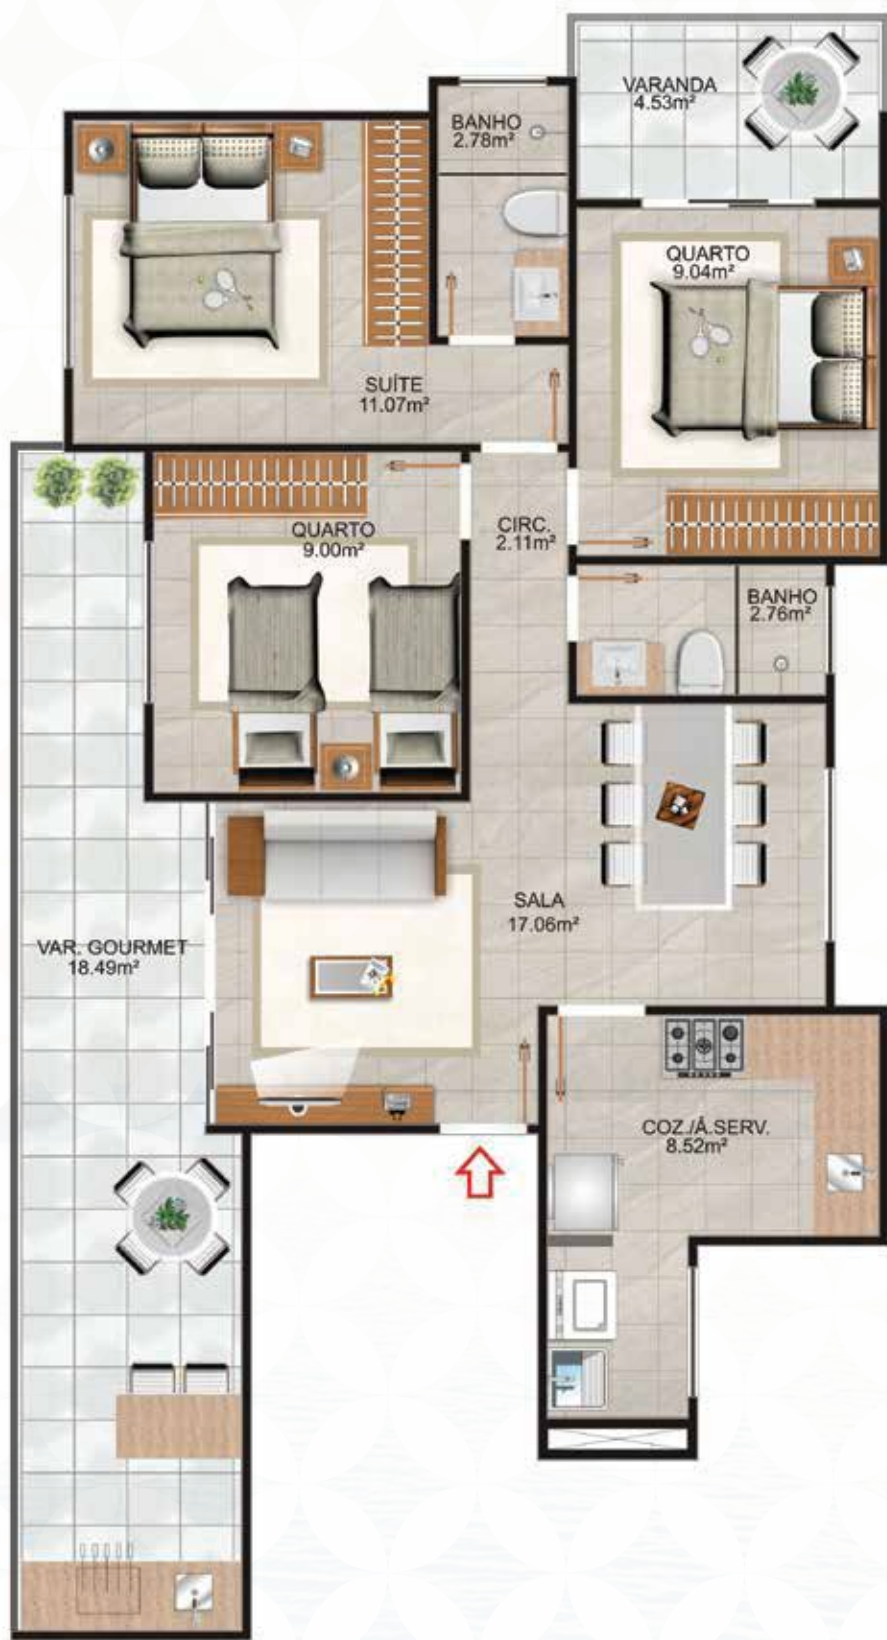 VARANDA
4.53m²
BANHO
2.78m²
QUARTO
9.04m²
SUÍTE
11.07m²
QUARTO
9.00m²
CIRC.
2.11m²
BANHO
2.76m²
SALA
17.06m²
VAR. GOURMET
18.49m²
COZ./Á.SERV.
8.52m²